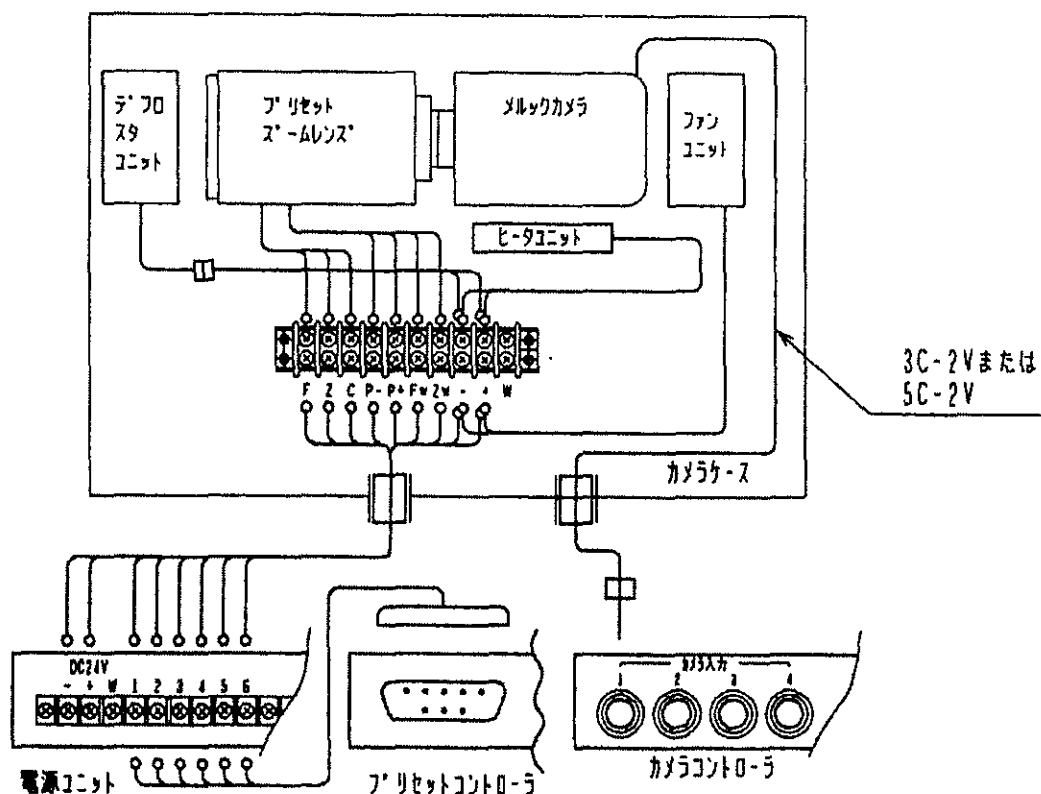 デフロ
スタ
ユニット
プリセット
ズームレンズ
メルックカメラ
ファン
ユニット
ヒータユニット
F Z C P- P+ Fw Zw - + W
3C-2Vまたは
5C-2V
カメラケース
DC24V
- + W 1 2 3 4 5 6
カメラ入力
1 2 3 4
電源ユニット
プリセットコントローラ
カメラコントローラ